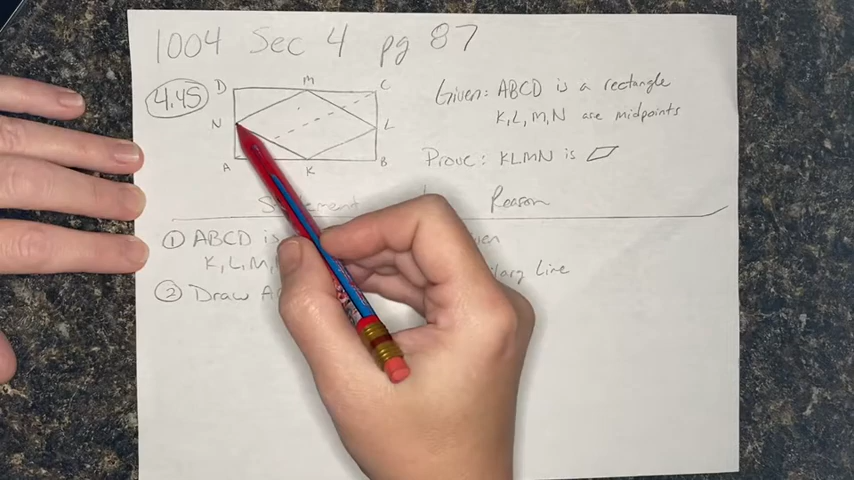 1004 Sec 4 pg 87
4.45
D M C
N L
A K B
Given: ABCD is a rectangle
K, L, M, N are midpoints
Prove: KLMN is
Reason
① ABCD is
K, L, M,
② Draw
Line